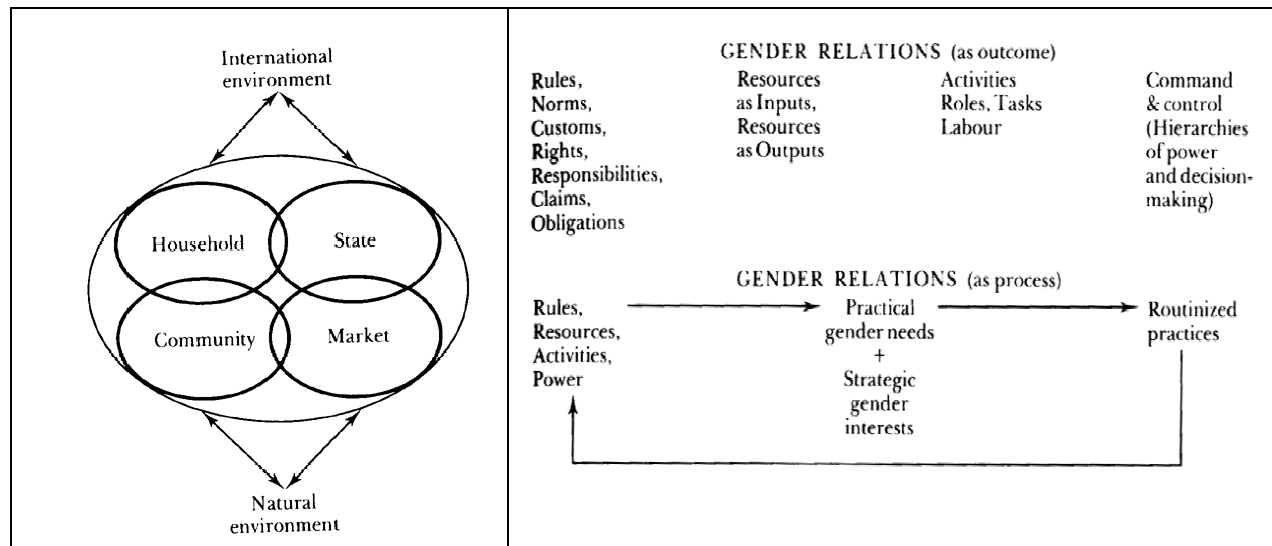 International
environment
Household
State
Community
Market
Natural
environment
GENDER RELATIONS (as outcome)
Rules,
Norms,
Customs,
Rights,
Responsibilities,
Claims,
Obligations
Resources
as Inputs,
Resources
as Outputs
Activities
Roles, Tasks
Labour
Command
& control
(Hierarchies
of power
and decision-
making)
GENDER RELATIONS (as process)
Rules,
Resources,
Activities,
Power
Practical
gender needs
+
Strategic
gender
interests
Routinized
practices